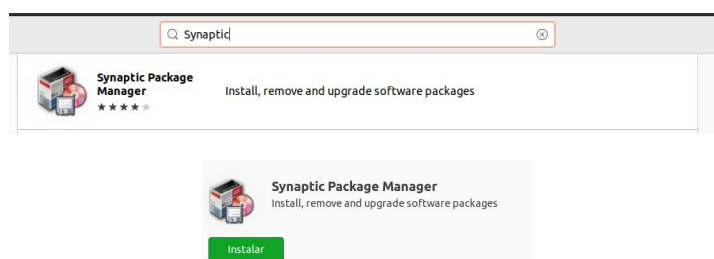 Synaptic
Synaptic Package
Manager
Install, remove and upgrade software packages
Synaptic Package Manager
Install, remove and upgrade software packages
Instalar